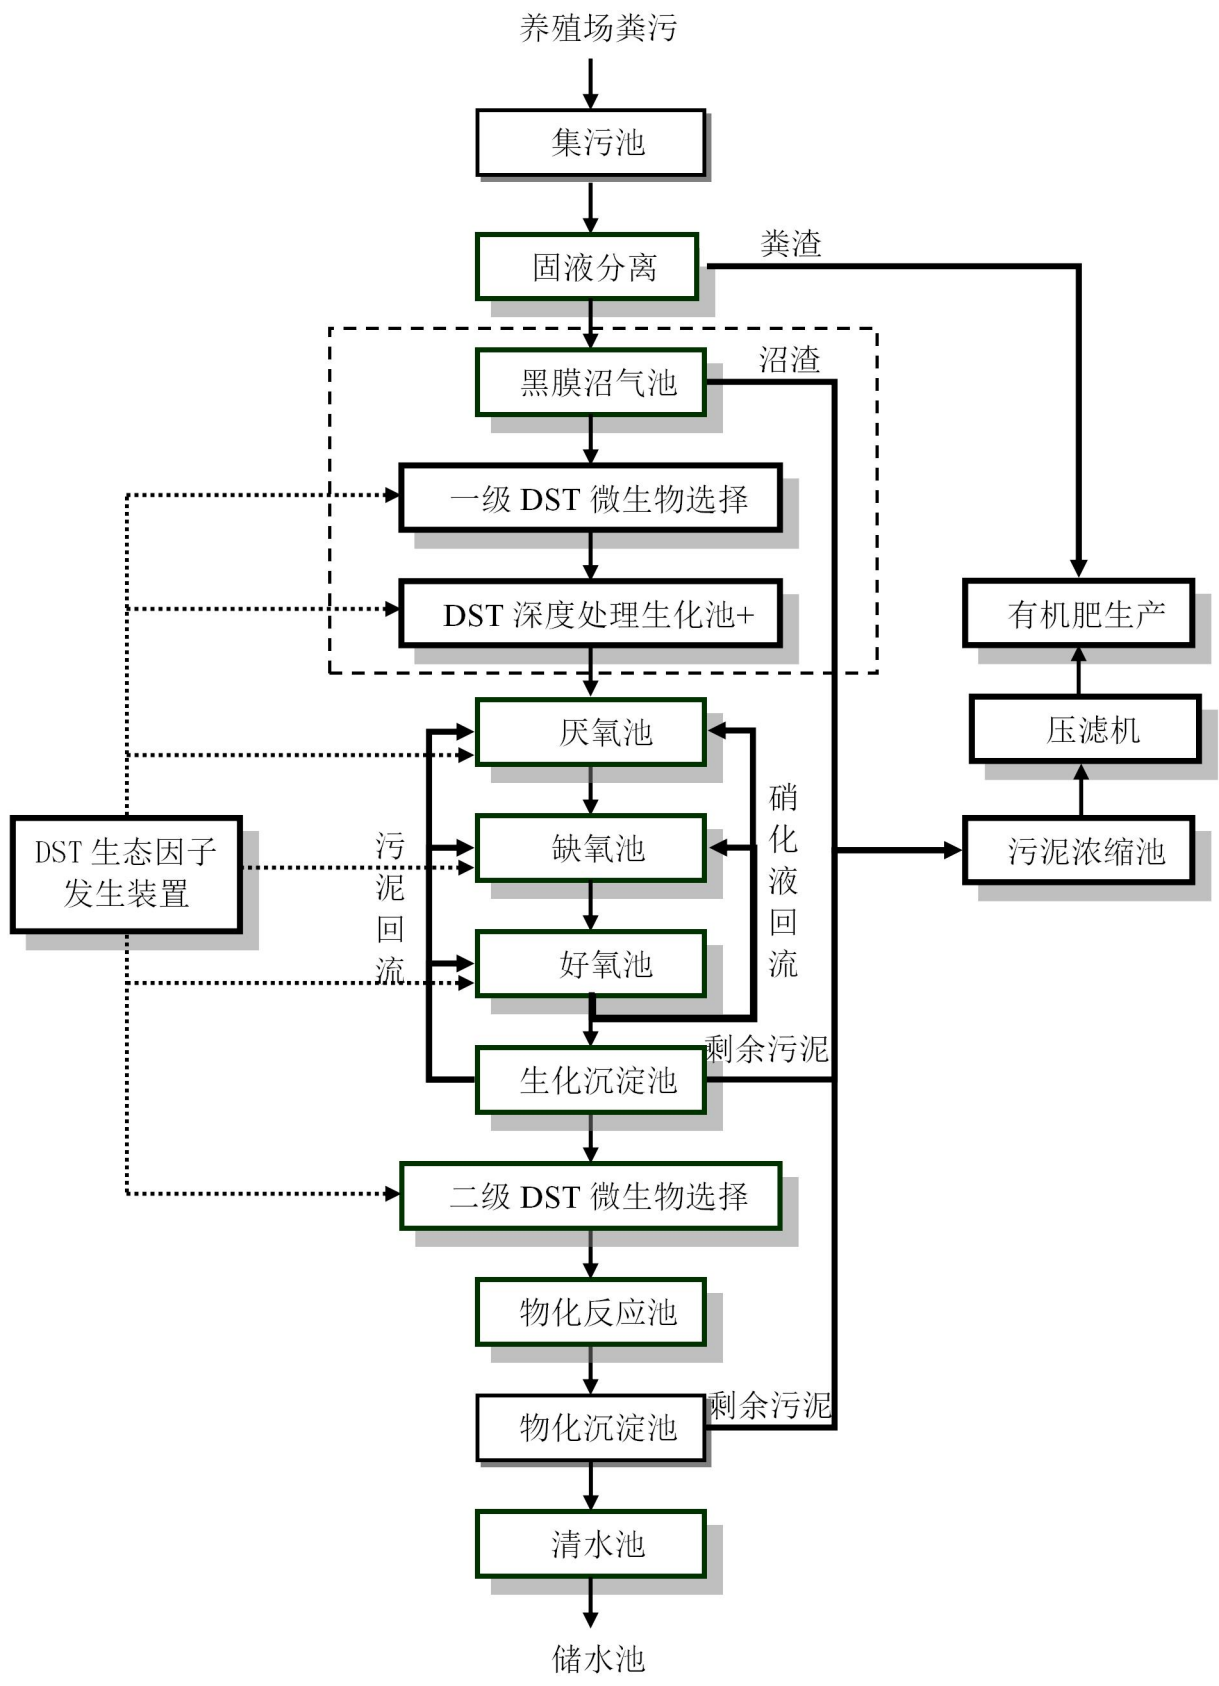 养殖场粪污
集污池
固液分离
粪渣
黑膜沼气池
沼渣
一级 DST 微生物选择
DST 深度处理生化池+
有机肥生产
厌氧池
压滤机
硝化液回流
DST 生态因子
发生装置
污泥回流
缺氧池
污泥浓缩池
好氧池
生化沉淀池
剩余污泥
二级 DST 微生物选择
物化反应池
物化沉淀池
剩余污泥
清水池
储水池